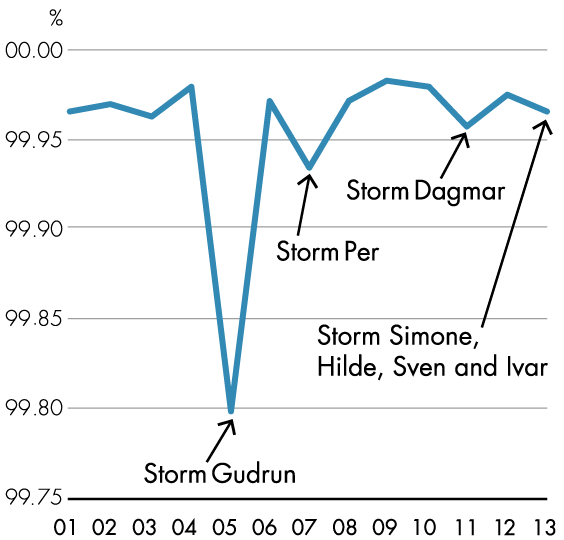 %
00.00
99.95
99.90
99.85
99.80
99.75
Storm Dagmar
Storm Per
Storm Simone,
Hilde, Sven and Ivar
Storm Gudrun
01 02 03 04 05 06 07 08 09 10 11 12 13